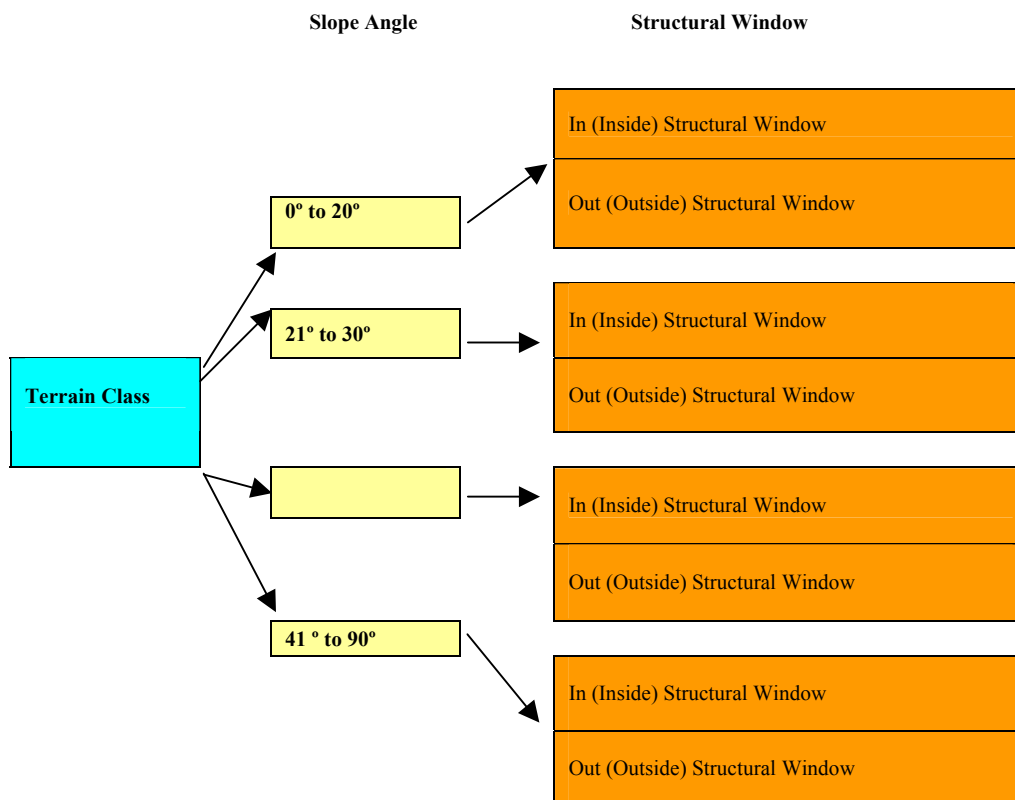 Slope Angle
Structural Window
In (Inside) Structural Window
Out (Outside) Structural Window
0º to 20º
In (Inside) Structural Window
21º to 30º
Out (Outside) Structural Window
Terrain Class
In (Inside) Structural Window
Out (Outside) Structural Window
41 º to 90º
In (Inside) Structural Window
Out (Outside) Structural Window